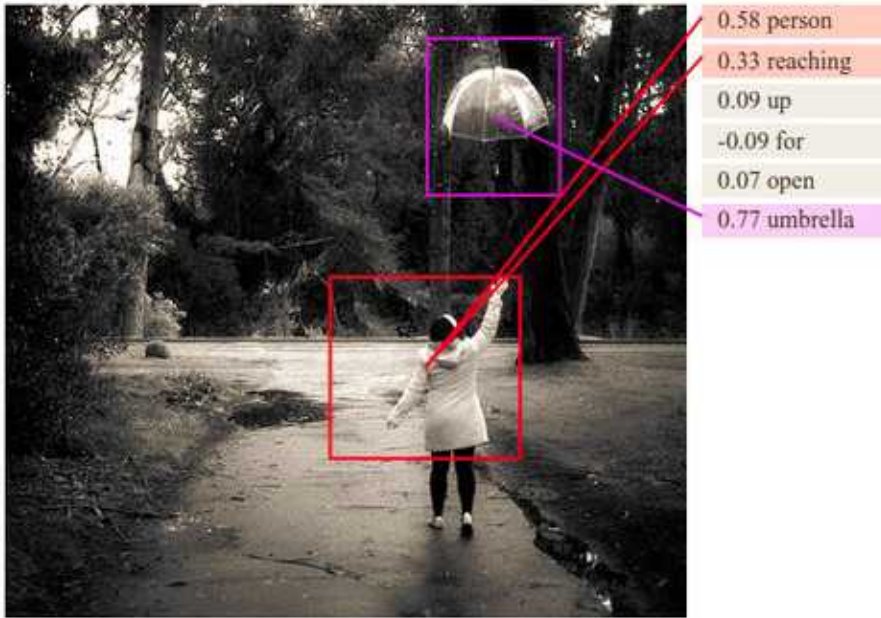 0.58 person
0.33 reaching
0.09 up
-0.09 for
0.07 open
0.77 umbrella